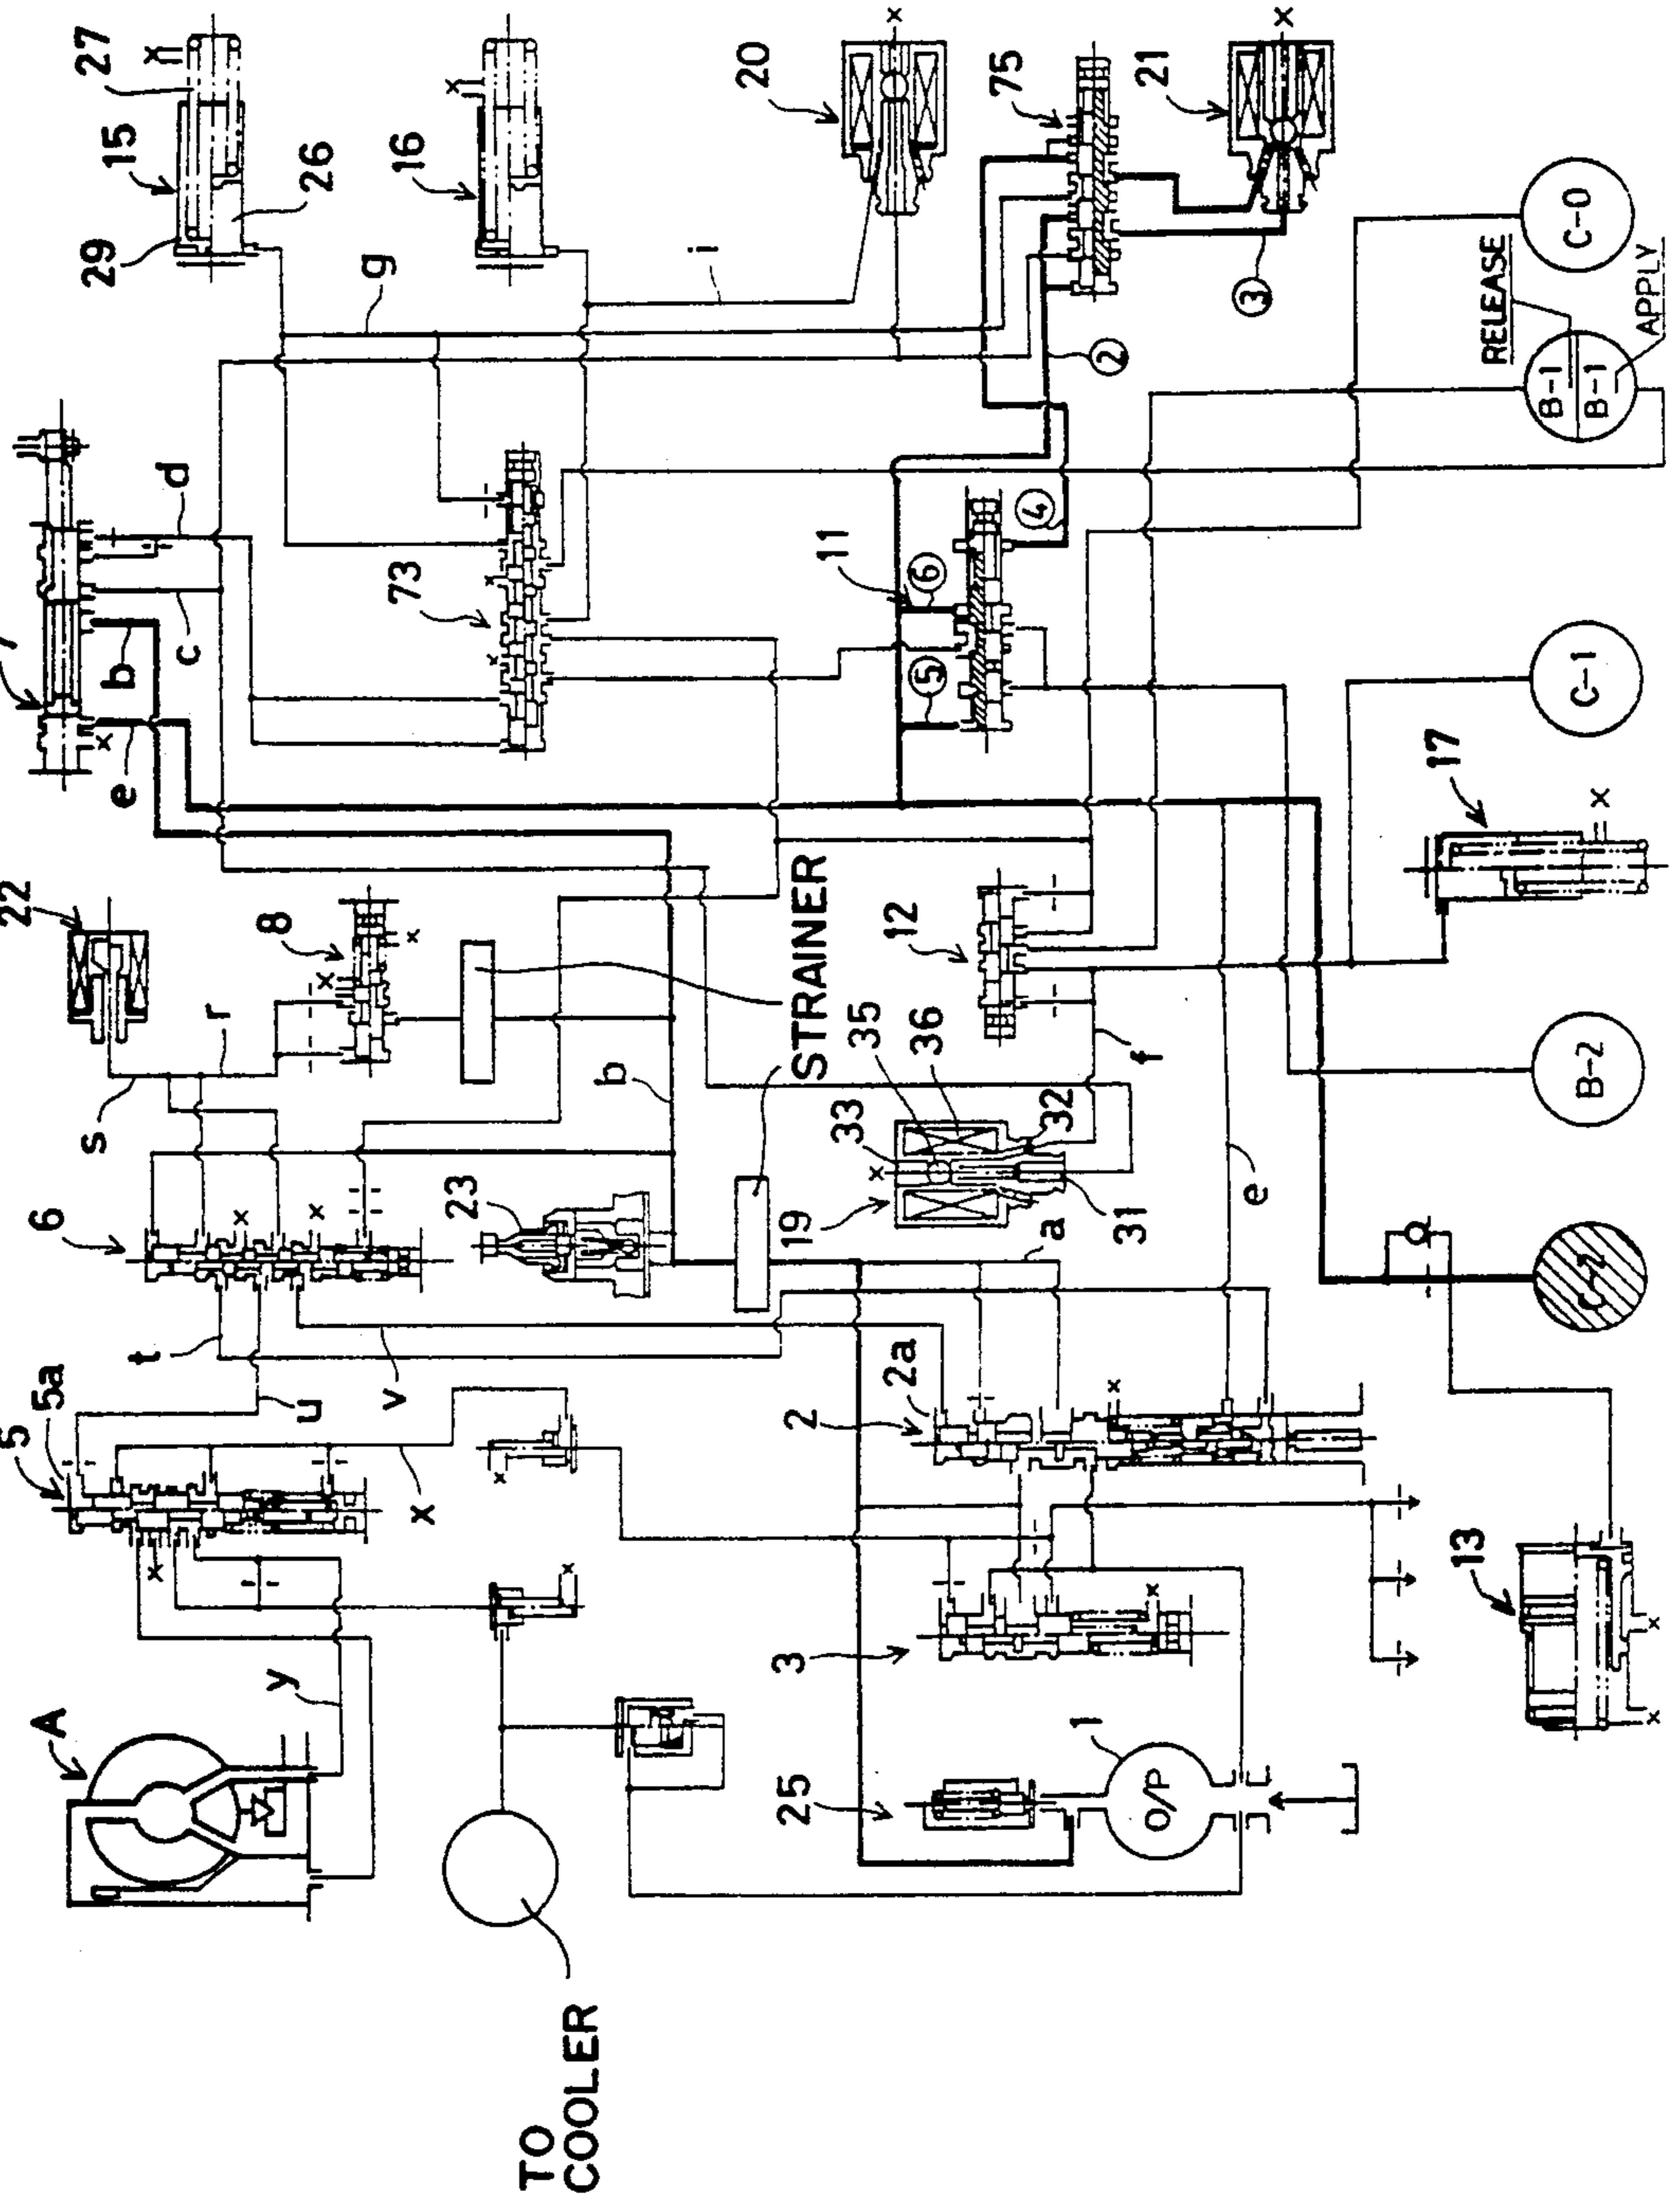 A
5
5a
6
22
e
7
b
d
x
29
15
27
s
x
c
t
r
x
y
u
x
x
8
26
x
v
g
X
x
73
16
x
23
x
x
TO
COOLER
x
x
b
i
20
3
2
19
STRAINER
25
2a
33
x
35
12
11
x
5
6
36
75
1
a
32
4
2
O/P
x
31
f
21
x
e
3
x
17
13
RELEASE
C-2
B-2
C-1
B-1
B-1
C-0
x
x
x
APPLY